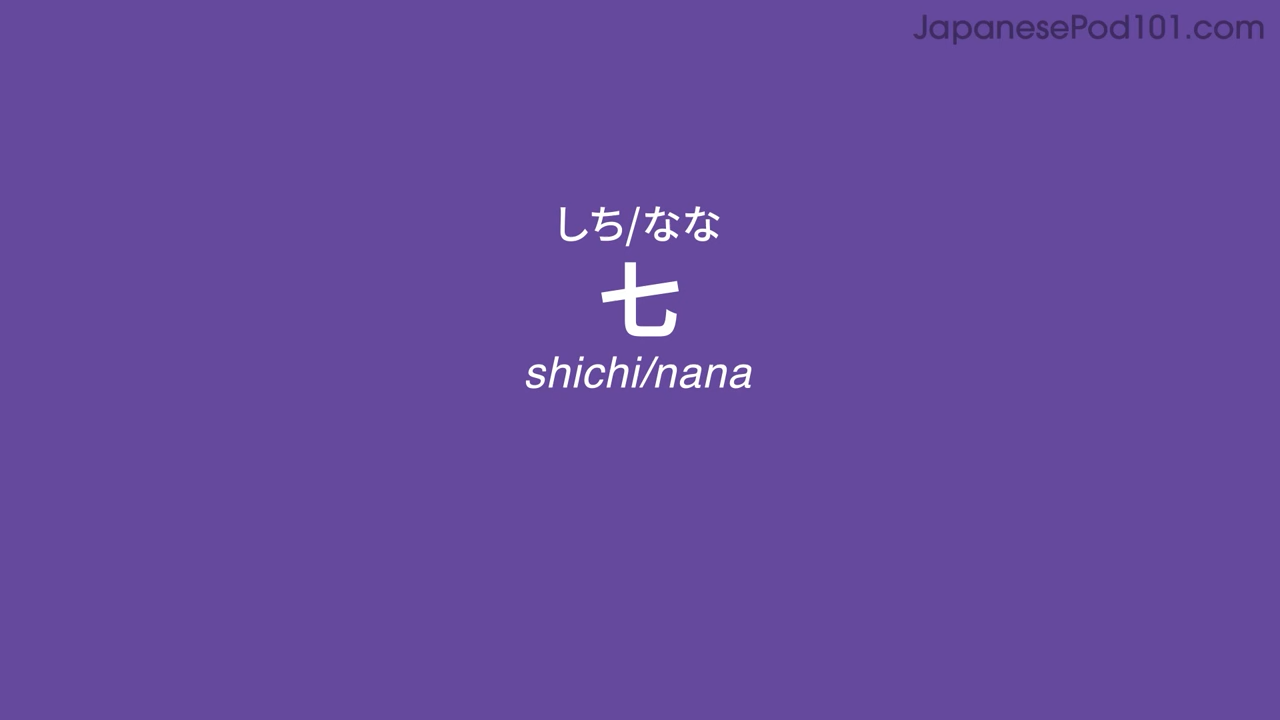 JapanesePod101.com
しち/なな
七
shichi/nana